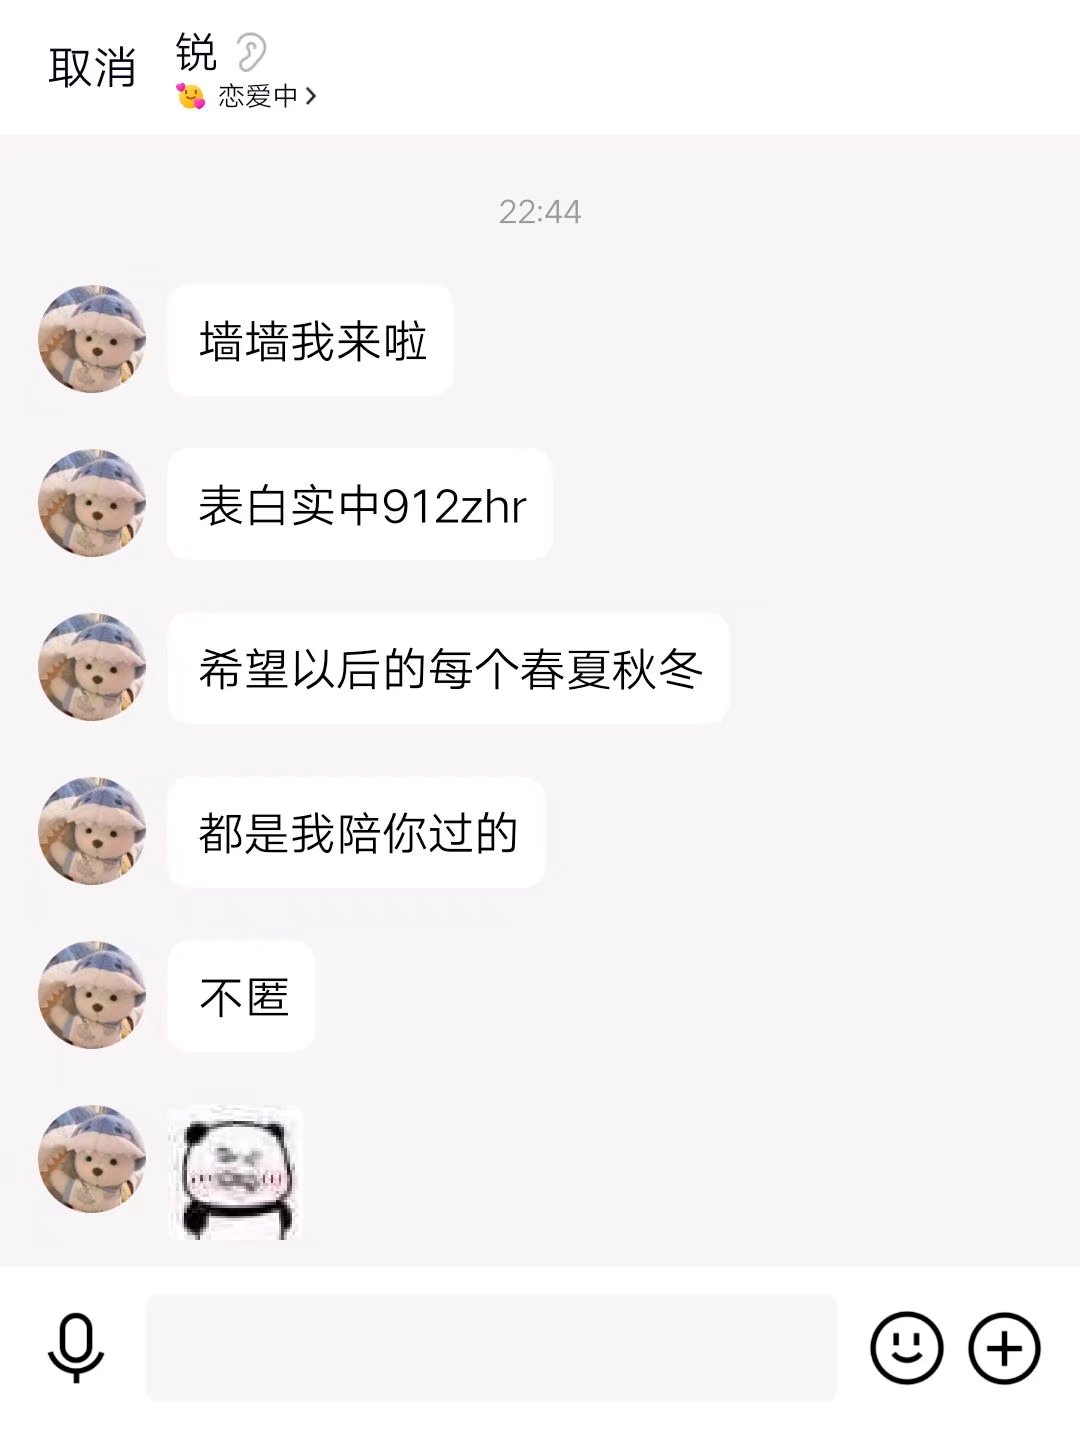 取消
锐
恋爱中
22:44
墙墙我来啦
表白实中912zhr
希望以后的每个春夏秋冬
都是我陪你过的
不匿